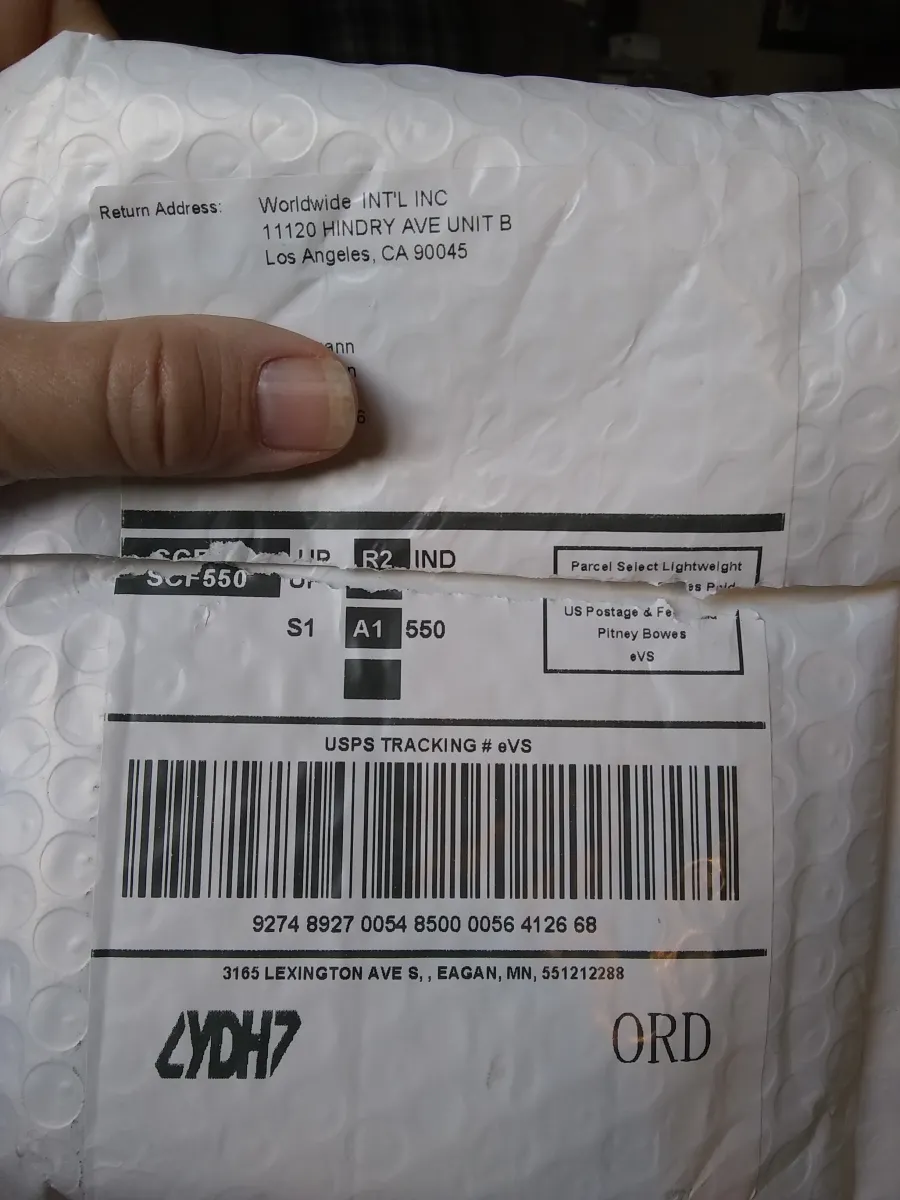 Return Address: Worldwide INT'L INC
11120 HINDRY AVE UNIT B
Los Angeles, CA 90045
ann
n
6
R2 IND
Parcel Select Lightweight
SCF550
US Postage & Fe
S1 A1 550
Pitney Bowes
eVS
USPS TRACKING # eVS
9274 8927 0054 8500 0056 4126 68
3165 LEXINGTON AVE S, , EAGAN, MN, 551212288
LYDH7
ORD